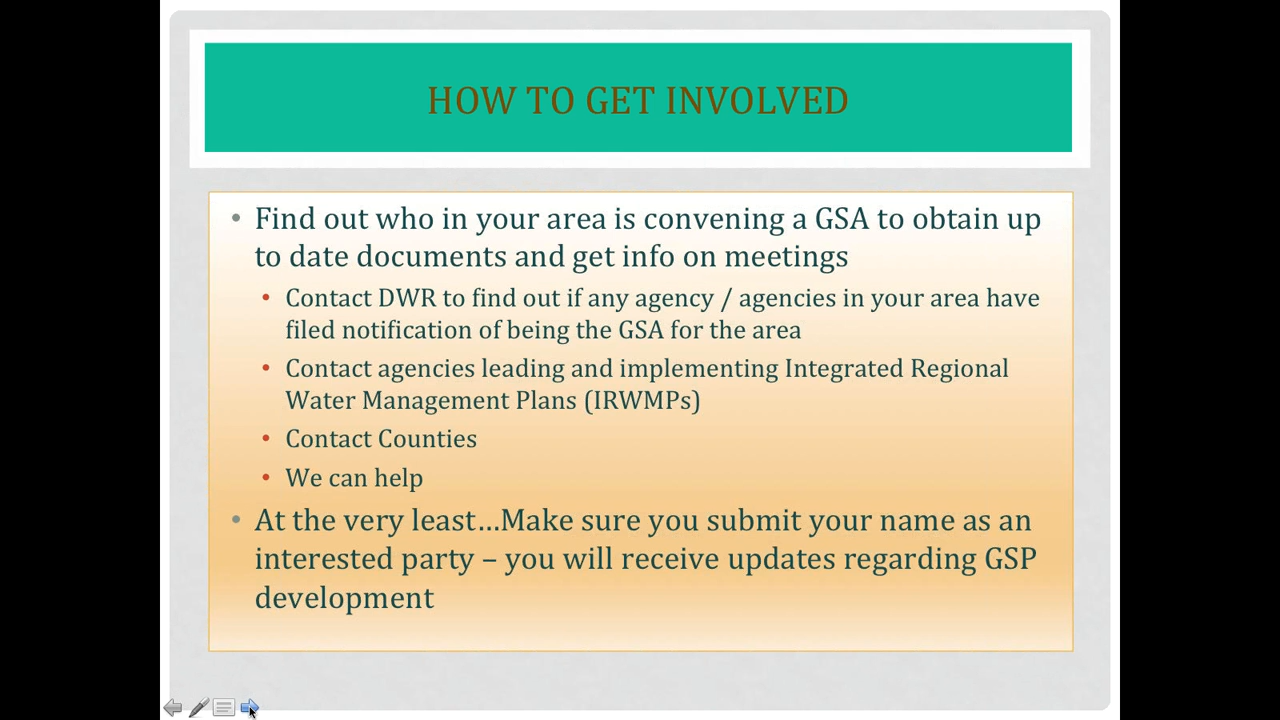 HOW TO GET INVOLVED
• Find out who in your area is convening a GSA to obtain up
to date documents and get info on meetings
• Contact DWR to find out if any agency / agencies in your area have
filed notification of being the GSA for the area
• Contact agencies leading and implementing Integrated Regional
Water Management Plans (IRWMPs)
• Contact Counties
• We can help
• At the very least…Make sure you submit your name as an
interested party – you will receive updates regarding GSP
development